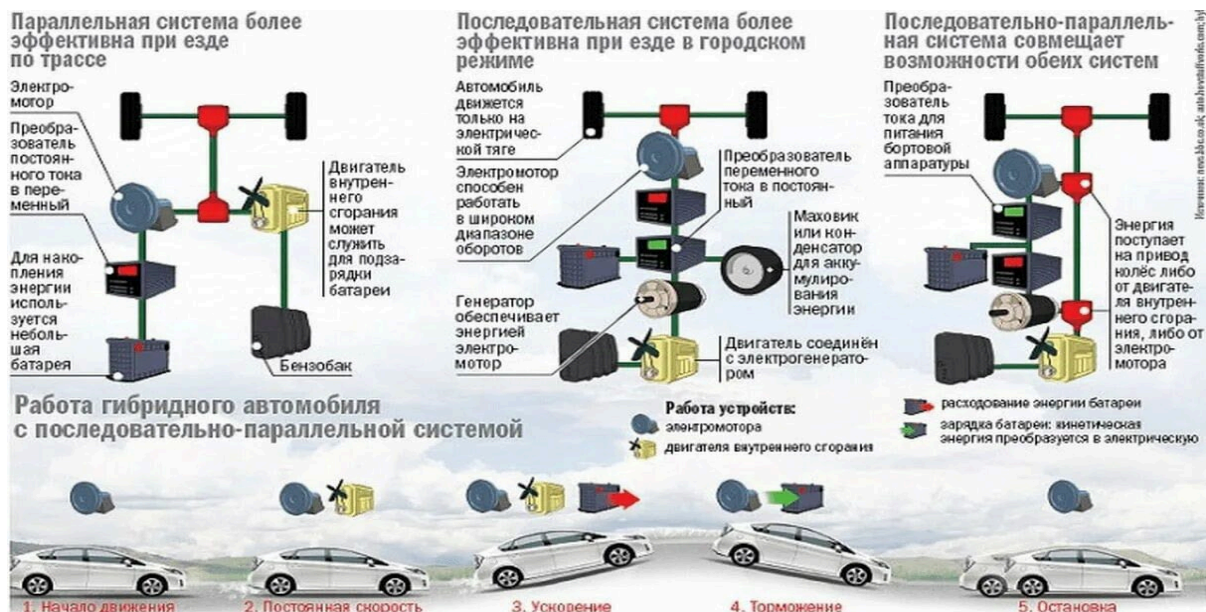 Параллельная система более
эффективна при езде
по трассе
Электро-
мотор
Преобра-
зователь
постоян-
ного тока
в пере-
менный
Для нако-
пления
энергии
исполь-
зуется
неболь-
шая
батарея
Двигатель
внутрен-
него
сгорания
может
служить
для подза-
рядки
батареи
Бензобак
Последовательная система более
эффективна при езде в городском
режиме
Автомобиль
движется
только на
электричес-
кой тяге
Электромотор
способен
работать
в широком
диапазоне
оборотов
Генератор
обеспечивает
энергией
электро-
мотор
Преобразователь
переменного
тока в постоян-
ный
Маховик
или кон-
денсатор
для акку-
мулирова-
ния
энергии
Двигатель соединён
с электрогенерато-
ром
Последовательно-параллель-
ная система совмещает
возможности обеих систем
Преобра-
зователь
тока для
питания
бортовой
аппаратуры
Энергия
поступает
на привод
колёс либо
от двигате-
ля внутрен-
него сгора-
ния, либо от
электро-
мотора
Работа гибридного автомобиля
с последовательно-параллельной системой
Работа устройств:
электромотора
двигателя внутреннего сгорания
расходование энергии батареи
зарядка батареи: кинетическая
энергия преобразуется в электрическую
1. Начало движения
2. Постоянная скорость
3. Ускорение
4. Торможение
5. Остановка